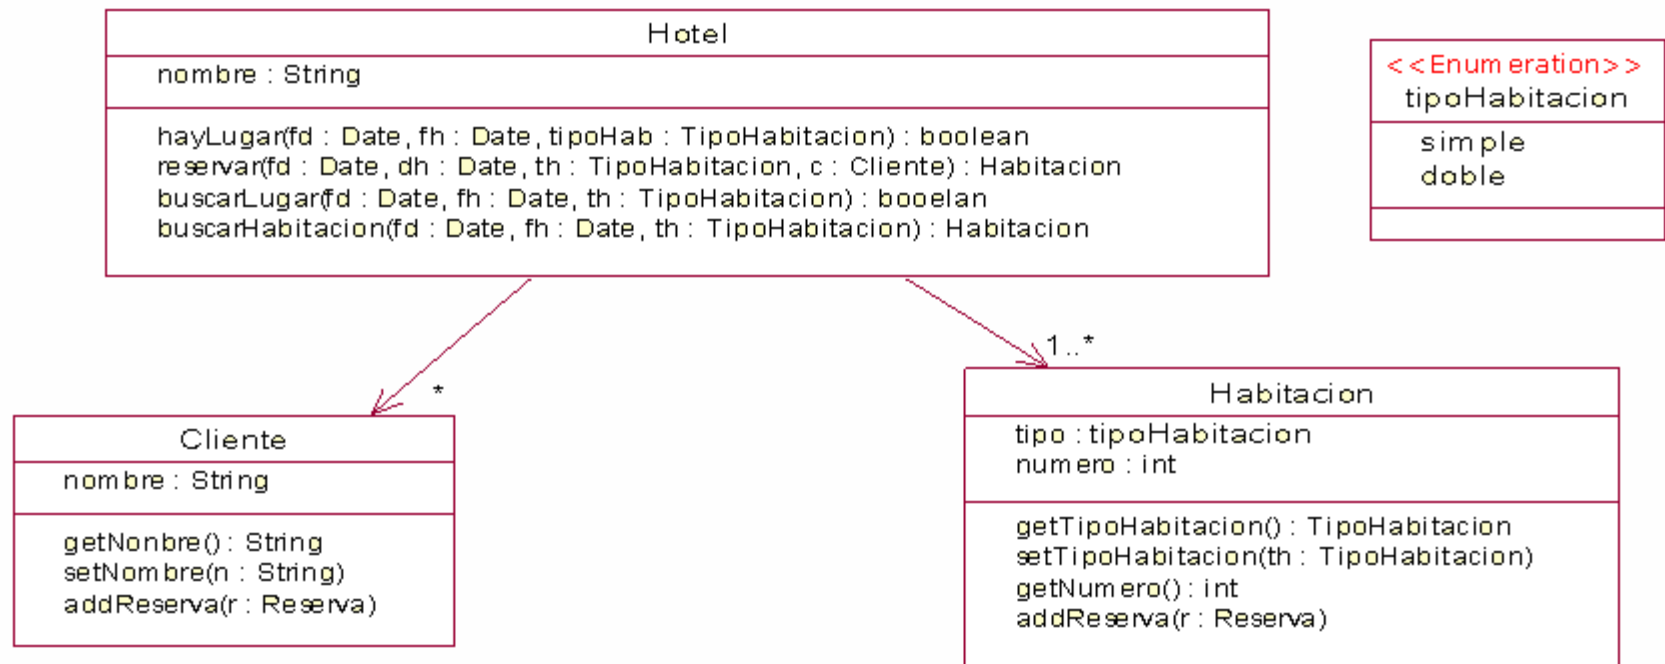 Hotel
nombre : String
hayLugar(fd : Date, fh : Date, tipoHab : TipoHabitacion) : boolean
reservar(fd : Date, dh : Date, th : TipoHabitacion, c : Cliente) : Habitacion
buscarLugar(fd : Date, fh : Date, th : TipoHabitacion) : booelan
buscarHabitacion(fd : Date, fh : Date, th : TipoHabitacion) : Habitacion
<<Enumeration>>
tipoHabitacion
simple
doble
*
1..*
Cliente
nombre : String
getNonbre() : String
setNombre(n : String)
addReserva(r : Reserva)
Habitacion
tipo : tipoHabitacion
numero : int
getTipoHabitacion() : TipoHabitacion
setTipoHabitacion(th : TipoHabitacion)
getNumero() : int
addReserva(r : Reserva)